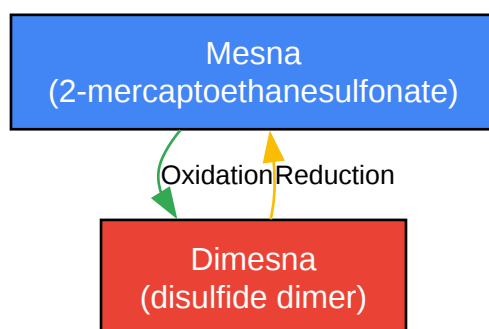 Mesna
(2-mercaptoethanesulfonate)
Oxidation
Reduction
Dimesna
(disulfide dimer)